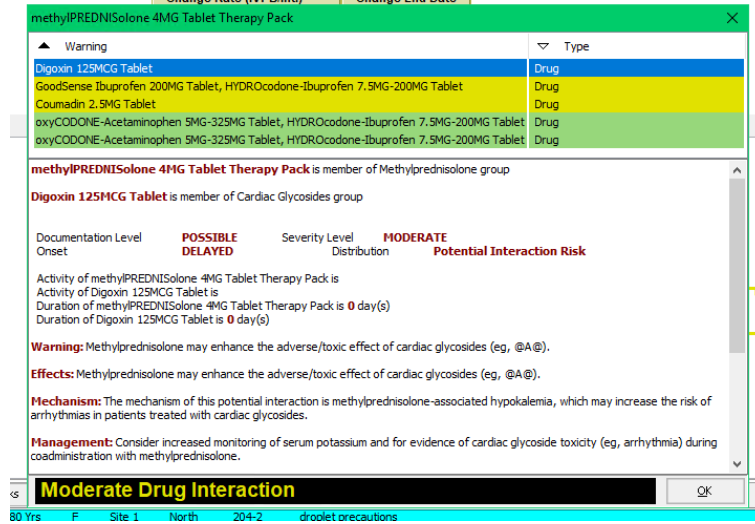 Change Rate (IVPB/hr) Change End Date
methylPREDNISolone 4MG Tablet Therapy Pack
Warning Type
Digoxin 125MCG Tablet Drug
GoodSense Ibuprofen 200MG Tablet, HYDROcodone-Ibuprofen 7.5MG-200MG Tablet Drug
Coumadin 2.5MG Tablet Drug
oxyCODONE-Acetaminophen 5MG-325MG Tablet, HYDROcodone-Ibuprofen 7.5MG-200MG Tablet Drug
oxyCODONE-Acetaminophen 5MG-325MG Tablet, HYDROcodone-Ibuprofen 7.5MG-200MG Tablet Drug
methylPREDNISolone 4MG Tablet Therapy Pack is member of Methylprednisolone group
Digoxin 125MCG Tablet is member of Cardiac Glycosides group
Documentation Level POSSIBLE Severity Level MODERATE
Onset DELAYED Distribution Potential Interaction Risk
Activity of methylPREDNISolone 4MG Tablet Therapy Pack is
Activity of Digoxin 125MCG Tablet is
Duration of methylPREDNISolone 4MG Tablet Therapy Pack is 0 day(s)
Duration of Digoxin 125MCG Tablet is 0 day(s)
Warning: Methylprednisolone may enhance the adverse/toxic effect of cardiac glycosides (eg, @A@).
Effects: Methylprednisolone may enhance the adverse/toxic effect of cardiac glycosides (eg, @A@).
Mechanism: The mechanism of this potential interaction is methylprednisolone-associated hypokalemia, which may increase the risk of
arrhythmias in patients treated with cardiac glycosides.
Management: Consider increased monitoring of serum potassium and for evidence of cardiac glycoside toxicity (eg, arrhythmia) during
coadministration with methylprednisolone.
ks Moderate Drug Interaction OK
80 Yrs F Site 1 North 204-2 droplet precautions